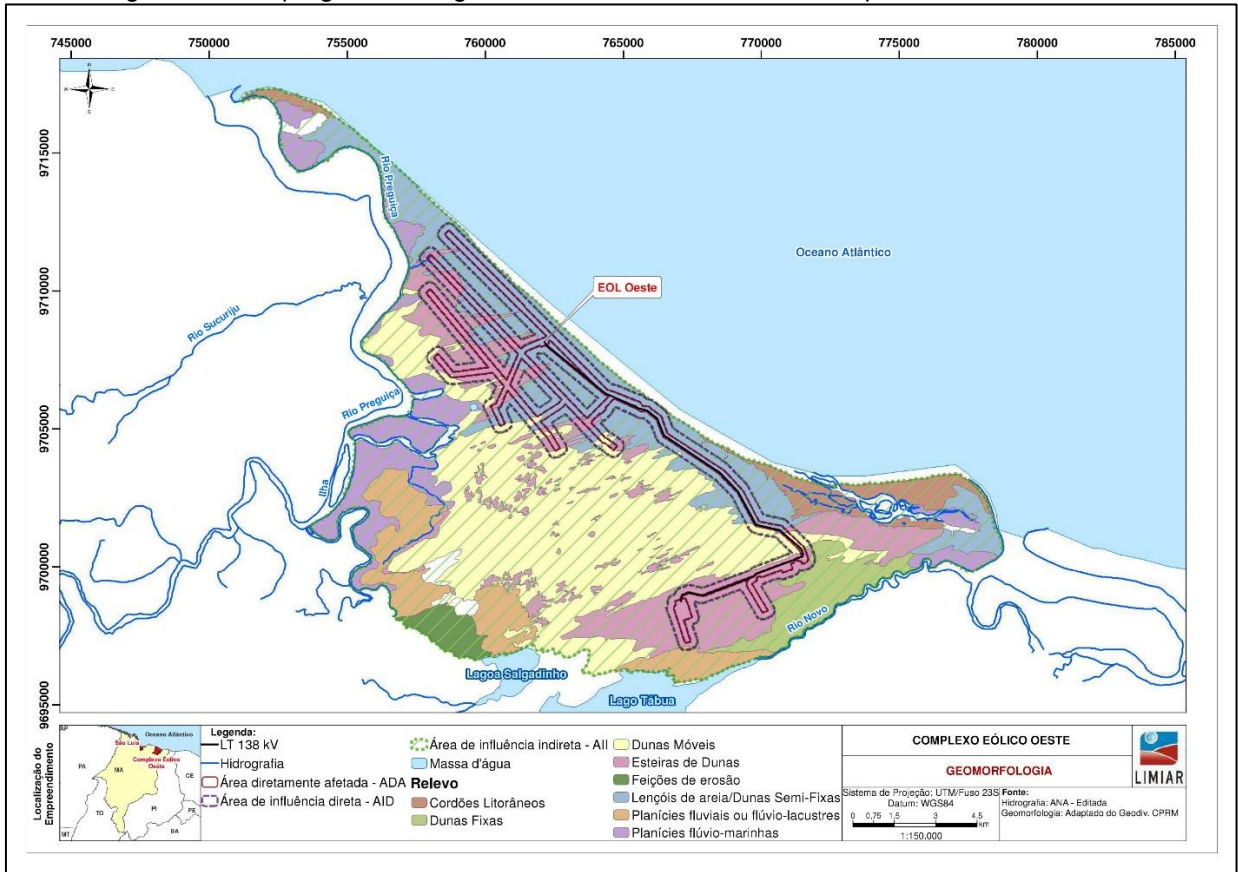 745000 750000 755000 760000 765000 770000 775000 780000 785000
9715000
9710000
9705000
9700000
9695000
N
S
Rio Preguiça
Oceano Atlântico
EOL Oeste
Rio Sucuriju
Rio Preguiça
Ilha
Rio Novo
Lagoa Salgadinho
Lago Tábua
Localização do
Empreendimento
Oceano Atlântico
São Luís
Complexo Eólico
Oeste
PA
MA
CE
PI
PE
TO
BA
MT
Legenda:
LT 138 kV
Hidrografia
Área diretamente afetada - ADA
Área de influência direta - AID
Área de influência indireta - AII
Massa d'água
Relevo
Cordões Litorâneos
Dunas Fixas
Dunas Móveis
Esteiras de Dunas
Feições de erosão
Lençóis de areia/Dunas Semi-Fixas
Planícies fluviais ou flúvio-lacustres
Planícies flúvio-marinhas
COMPLEXO EÓLICO OESTE
GEOMORFOLOGIA
LIMIAR
Sistema de Projeção: UTM/Fuso 23S
Datum: WGS84
0 0,75 1,5 3 4,5
km
1:150.000
Fonte:
Hidrografia: ANA - Editada
Geomorfologia: Adaptado do Geodiv. CPRM